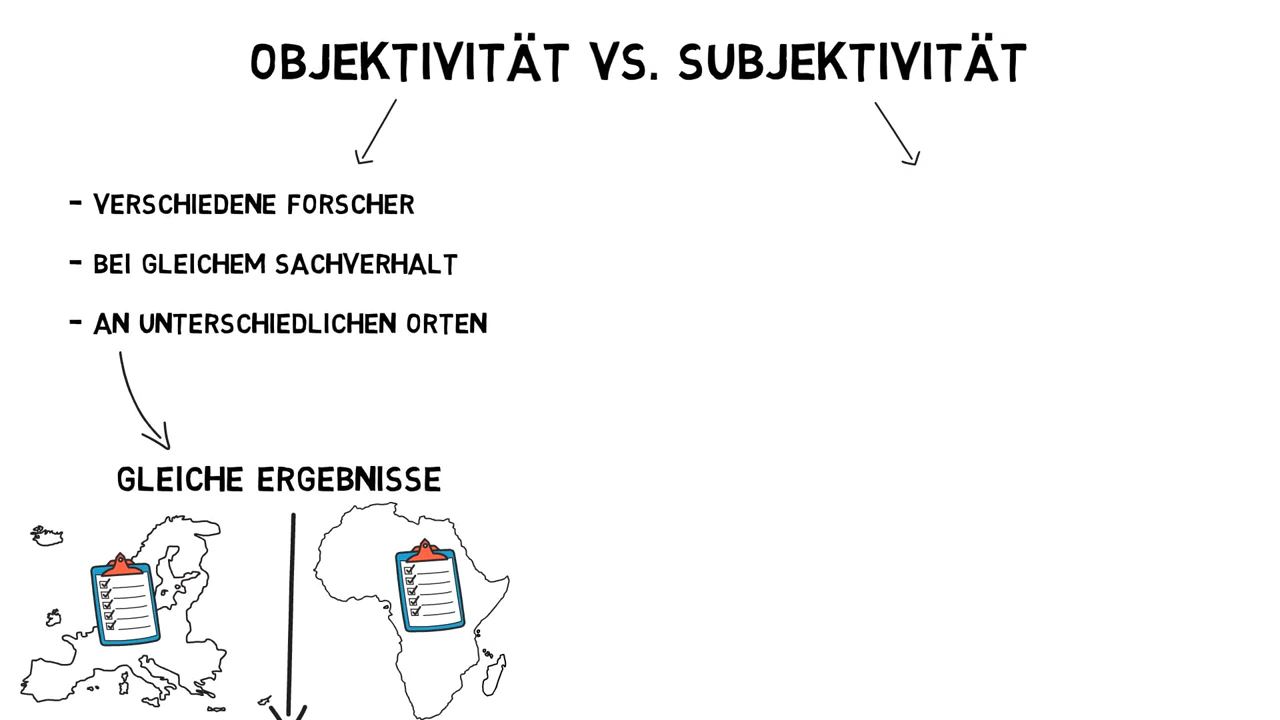 OBJEKTIVITÄT VS. SUBJEKTIVITÄT
- VERSCHIEDENE FORSCHER
- BEI GLEICHEM SACHVERHALT
- AN UNTERSCHIEDLICHEN ORTEN
GLEICHE ERGEBNISSE